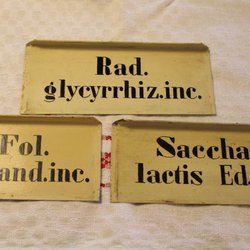 Rad.
glycyrrhiz.inc.
Fol.
and.inc.
Saccha
lactis Ed.